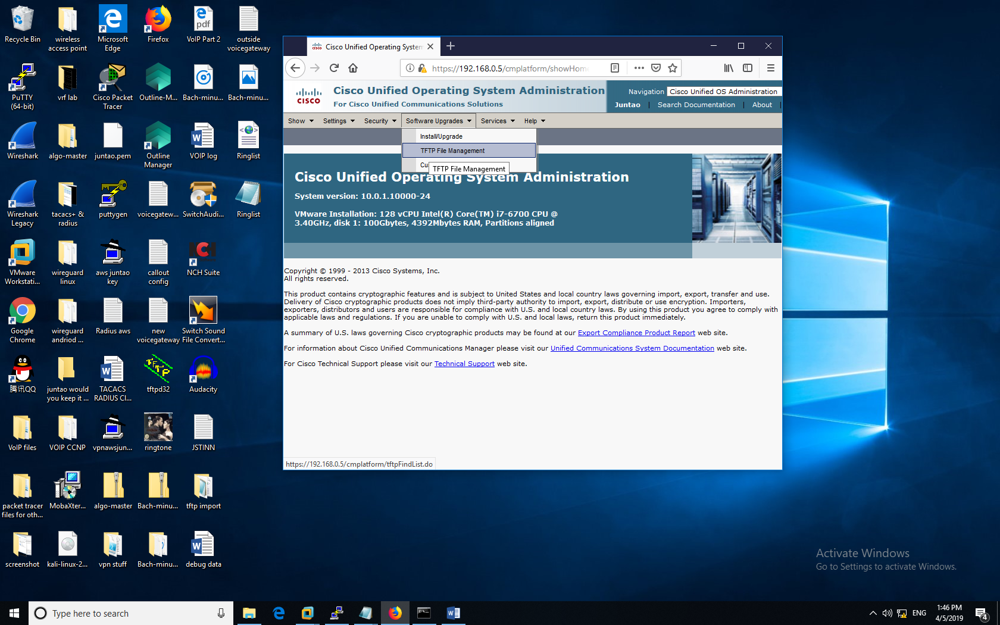 Recycle Bin
wireless
access point
Microsoft
Edge
Firefox
VoIP Part 2
outside
voicegateway
PuTTY
(64-bit)
vrf lab
Cisco Packet
Tracer
Outline-M...
Bach-minu...
Bach-minu...
Wireshark
algo-master
juntao.pem
Outline
Manager
VOIP log
Ringlist
Wireshark
Legacy
tacacs+ &
radius
puttygen
voicegatew...
SwitchAudi...
Ringlist
VMware
Workstati...
wireguard
linux
aws juntao
key
callout
config
NCH Suite
Google
Chrome
wireguard
andriod ...
Radius aws
new
voicegateway
Switch Sound
File Convert...
腾讯QQ
juntao would
you keep it ...
TACACS
RADIUS CI...
tftpd32
Audacity
VoIP files
VOIP CCNP
vpnawsjun...
ringtone
JSTINN
packet tracer
files for oth...
MobaXter...
algo-master
Bach-minu...
tftp import
screenshot
kali-linux-2...
vpn stuff
Bach-minu...
debug data
Cisco Unified Operating System
https://192.168.0.5/cmplatform/showHom
CISCO
Cisco Unified Operating System Administration
For Cisco Unified Communications Solutions
Navigation Cisco Unified OS Administration
Juntao | Search Documentation | About |
Show Settings Security Software Upgrades Services Help
Install/Upgrade
TFTP File Management
Cu
TFTP File Management
Cisco Unified Operating System Administration
System version: 10.0.1.10000-24
VMware Installation: 128 vCPU Intel(R) Core(TM) i7-6700 CPU @
3.40GHz, disk 1: 100Gbytes, 4392Mbytes RAM, Partitions aligned
Copyright © 1999 - 2013 Cisco Systems, Inc.
All rights reserved.
This product contains cryptographic features and is subject to United States and local country laws governing import, export, transfer and use.
Delivery of Cisco cryptographic products does not imply third-party authority to import, export, distribute or use encryption. Importers,
exporters, distributors and users are responsible for compliance with U.S. and local country laws. By using this product you agree to comply with
applicable laws and regulations. If you are unable to comply with U.S. and local laws, return this product immediately.
A summary of U.S. laws governing Cisco cryptographic products may be found at our Export Compliance Product Report web site.
For information about Cisco Unified Communications Manager please visit our Unified Communications System Documentation web site.
For Cisco Technical Support please visit our Technical Support web site.
https://192.168.0.5/cmplatform/tftpFindList.do
Activate Windows
Go to Settings to activate Windows.
Type here to search
ENG
1:46 PM
4/5/2019
4